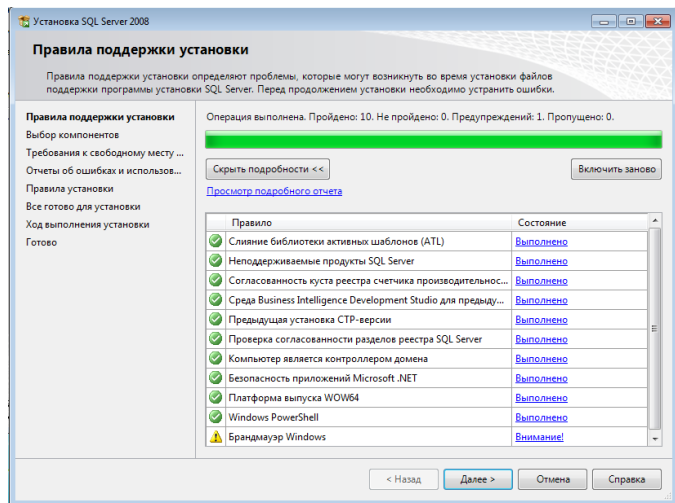 Установка SQL Server 2008
Правила поддержки установки
Правила поддержки установки определяют проблемы, которые могут возникнуть во время установки файлов
поддержки программы установки SQL Server. Перед продолжением установки необходимо устранить ошибки.
Правила поддержки установки
Выбор компонентов
Требования к свободному месту ...
Отчеты об ошибках и использов...
Правила установки
Все готово для установки
Ход выполнения установки
Готово
Операция выполнена. Пройдено: 10. Не пройдено: 0. Предупреждений: 1. Пропущено: 0.
Скрыть подробности <<
Включить заново
Просмотр подробного отчета
Правило Состояние
Слияние библиотеки активных шаблонов (ATL) Выполнено
Неподдерживаемые продукты SQL Server Выполнено
Согласованность куста реестра счетчика производительнос... Выполнено
Среда Business Intelligence Development Studio для предыду... Выполнено
Предыдущая установка CTP-версии Выполнено
Проверка согласованности разделов реестра SQL Server Выполнено
Компьютер является контроллером домена Выполнено
Безопасность приложений Microsoft .NET Выполнено
Платформа выпуска WOW64 Выполнено
Windows PowerShell Выполнено
Брандмауэр Windows Внимание!
< Назад
Далее >
Отмена
Справка